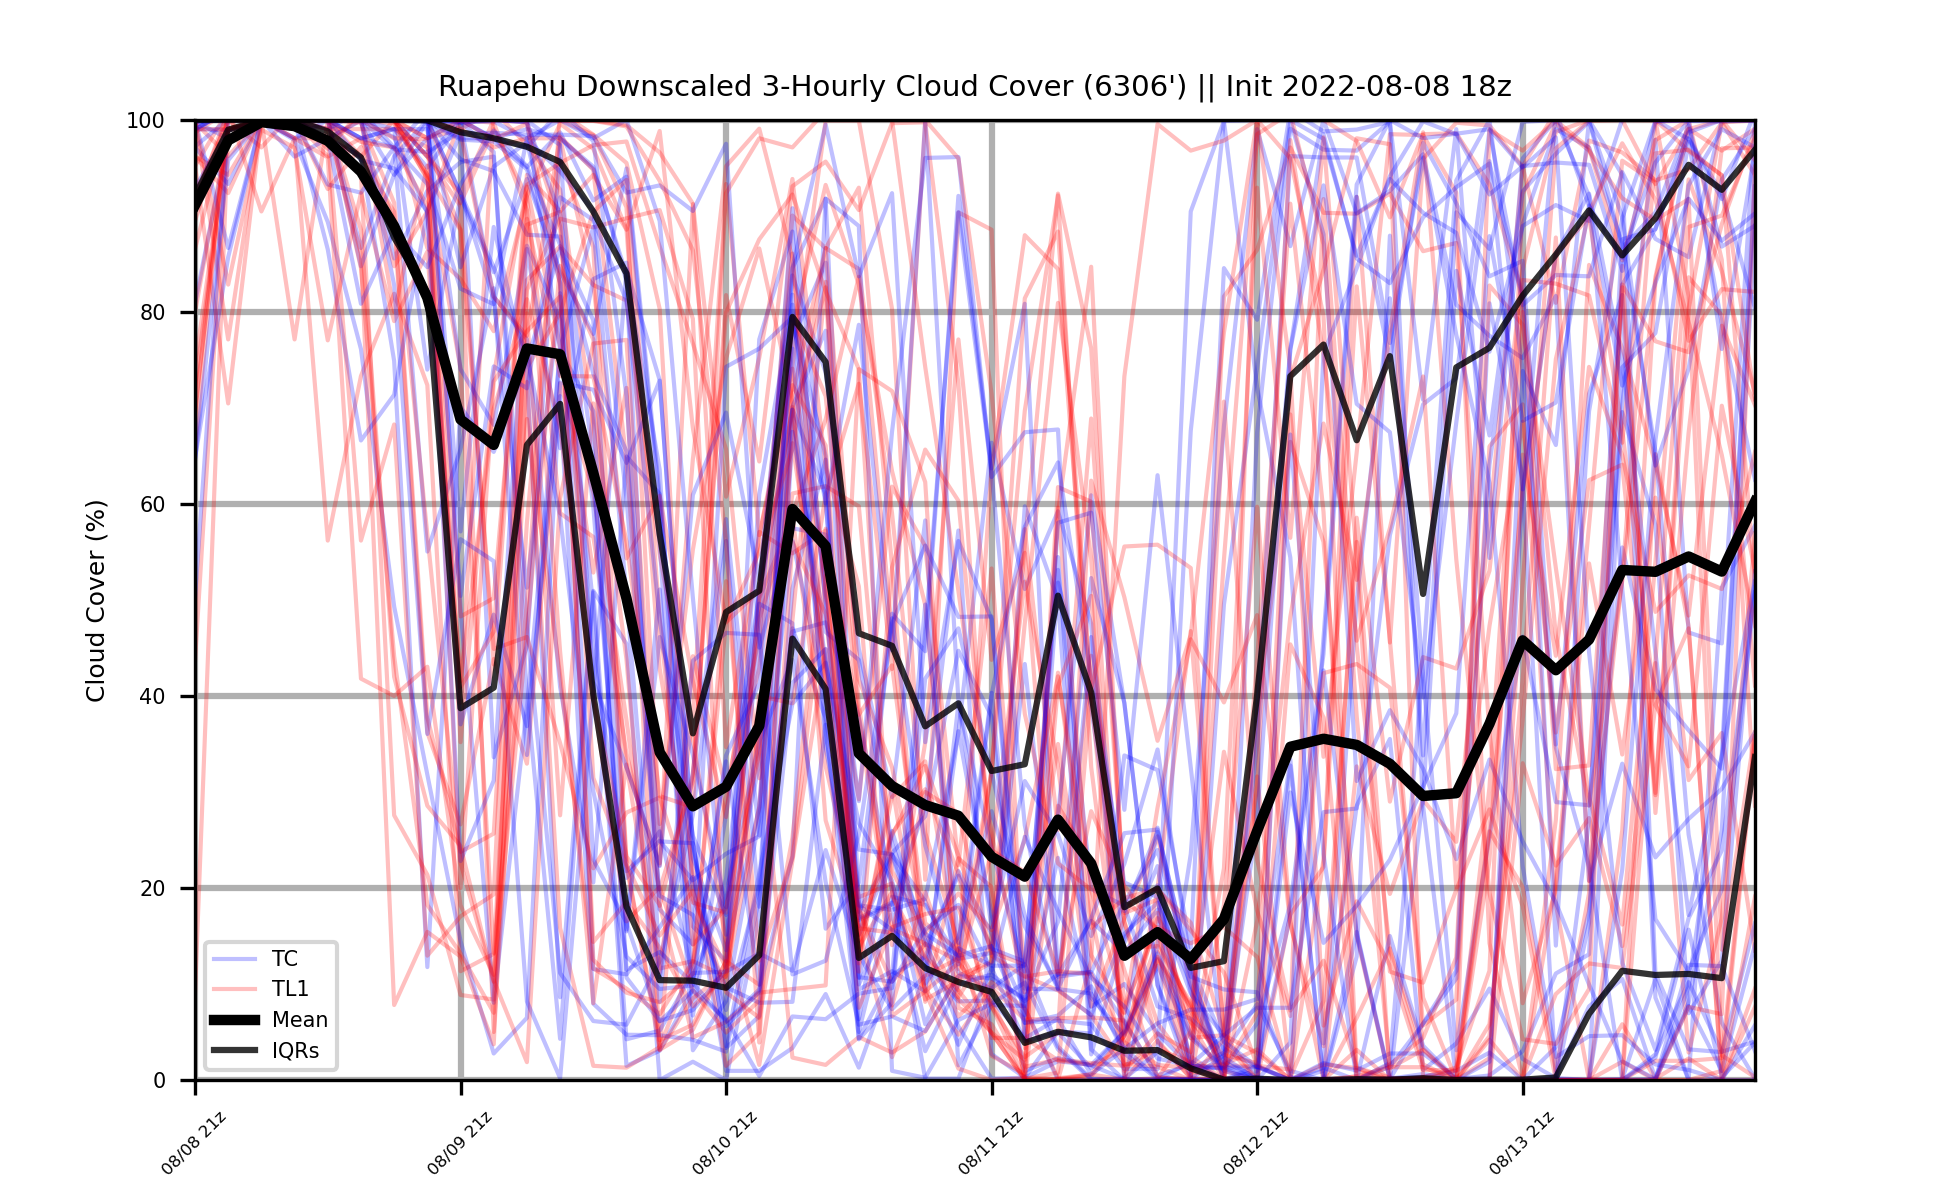 Ruapehu Downscaled 3-Hourly Cloud Cover (6306') || Init 2022-08-08 18z
Cloud Cover (%)
100
80
60
40
20
0
TC
TL1
Mean
IQRs
08/08 21z
08/09 21z
08/10 21z
08/11 21z
08/12 21z
08/13 21z